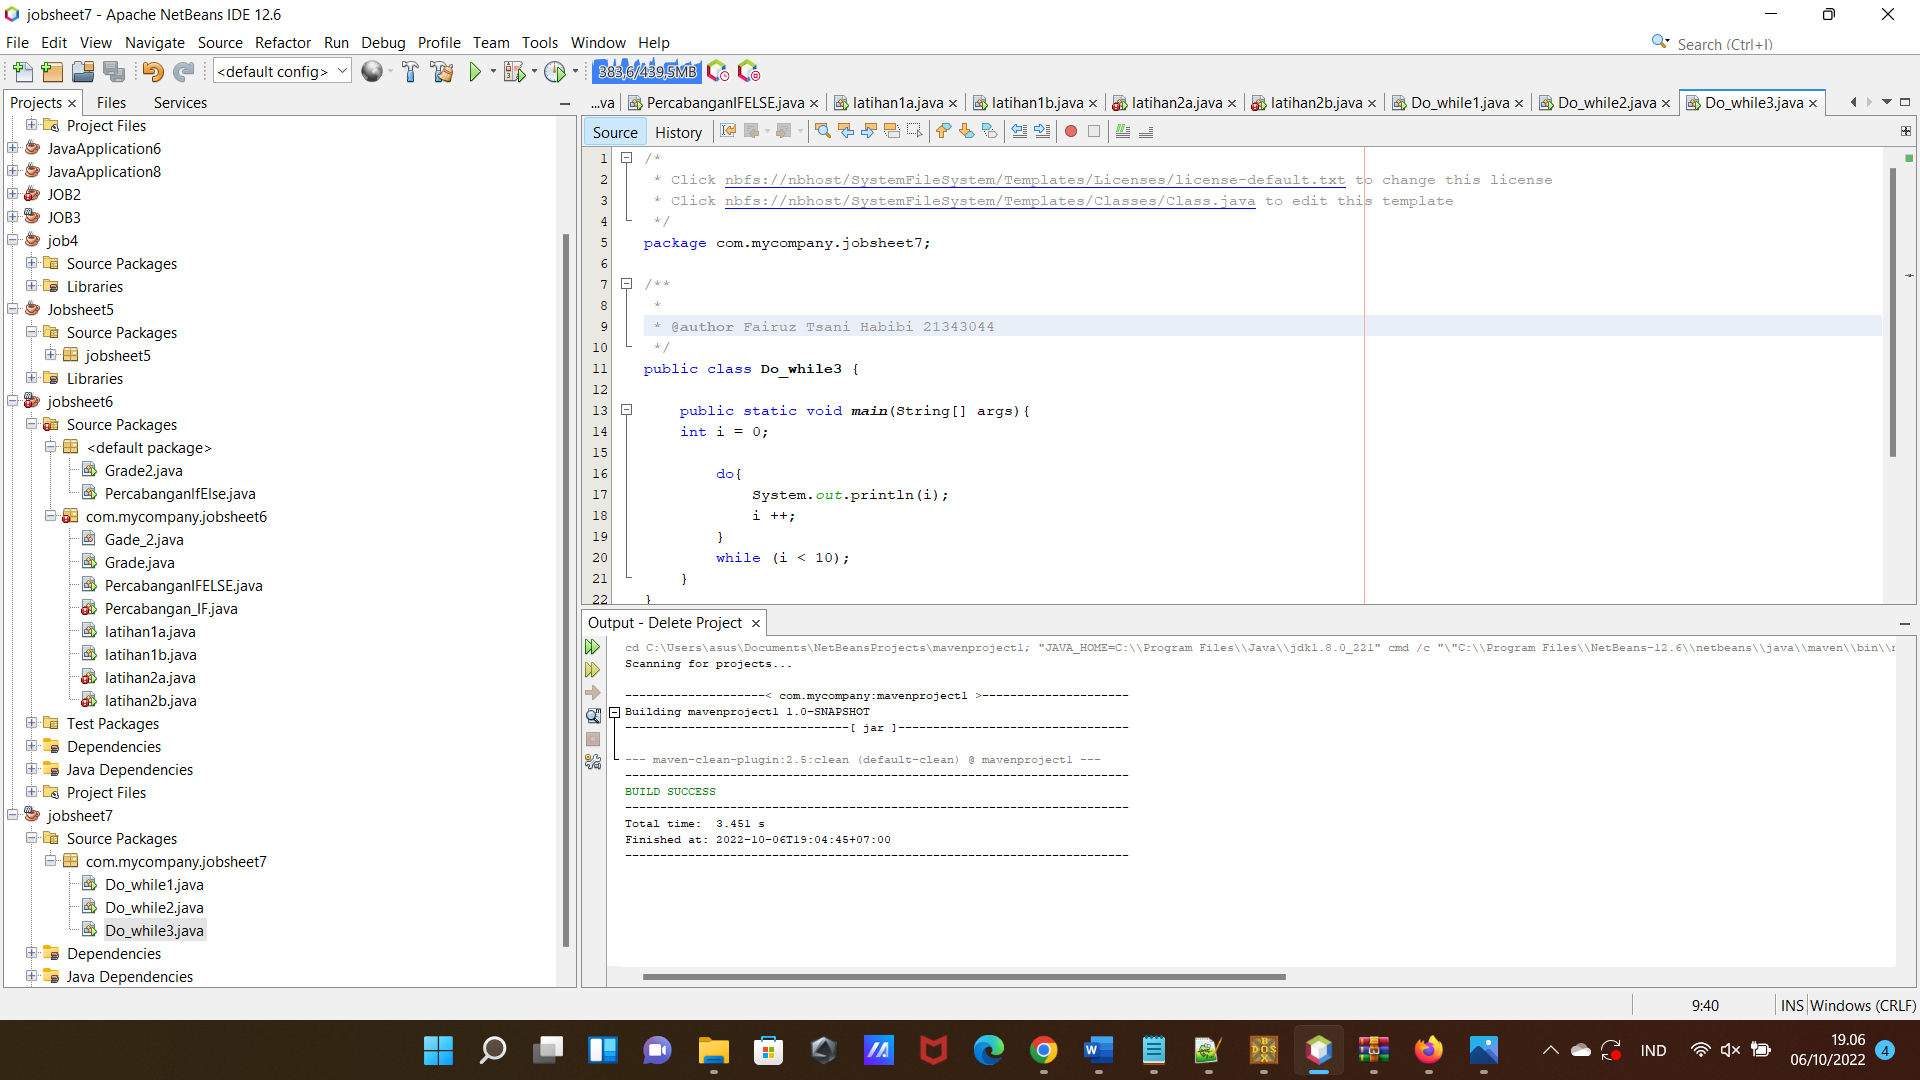 jobsheet7 - Apache NetBeans IDE 12.6
File Edit View Navigate Source Refactor Run Debug Profile Team Tools Window Help
Search (Ctrl+I)
<default config>
383,6/439,5MB
Projects Files Services
Project Files
JavaApplication6
JavaApplication8
JOB2
JOB3
job4
Source Packages
Libraries
Jobsheet5
Source Packages
jobsheet5
Libraries
jobsheet6
Source Packages
<default package>
Grade2.java
PercabanganIfElse.java
com.mycompany.jobsheet6
Gade_2.java
Grade.java
PercabanganIFELSE.java
Percabangan_IF.java
latihan1a.java
latihan1b.java
latihan2a.java
latihan2b.java
Test Packages
Dependencies
Java Dependencies
Project Files
jobsheet7
Source Packages
com.mycompany.jobsheet7
Do_while1.java
Do_while2.java
Do_while3.java
Dependencies
Java Dependencies
...va PercabanganIFELSE.java latihan1a.java latihan1b.java latihan2a.java latihan2b.java Do_while1.java Do_while2.java Do_while3.java
Source History
1 /*
2 * Click nbfs://nbhost/SystemFileSystem/Templates/Licenses/license-default.txt to change this license
3 * Click nbfs://nbhost/SystemFileSystem/Templates/Classes/Class.java to edit this template
4 */
5 package com.mycompany.jobsheet7;
6
7 /**
8 *
9 * @author Fairuz Tsani Habibi 21343044
10 */
11 public class Do_while3 {
12
13 public static void main(String[] args){
14 int i = 0;
15
16 do{
17 System.out.println(i);
18 i ++;
19 }
20 while (i < 10);
21 }
22 }
Output - Delete Project
cd C:\Users\asus\Documents\NetBeansProjects\mavenproject1; "JAVA_HOME=C:\\Program Files\\Java\\jdk1.8.0_221" cmd /c "\"C:\\Program Files\\NetBeans-12.6\\netbeans\\java\\maven\\bin\\
Scanning for projects...
--------------------< com.mycompany:mavenproject1 >---------------------
Building mavenproject1 1.0-SNAPSHOT
--------------------------------[ jar ]---------------------------------
--- maven-clean-plugin:2.5:clean (default-clean) @ mavenproject1 ---
------------------------------------------------------------------------
BUILD SUCCESS
------------------------------------------------------------------------
Total time:  3.451 s
Finished at: 2022-10-06T19:04:45+07:00
------------------------------------------------------------------------
9:40 INS Windows (CRLF)
IND
19.06
06/10/2022
4